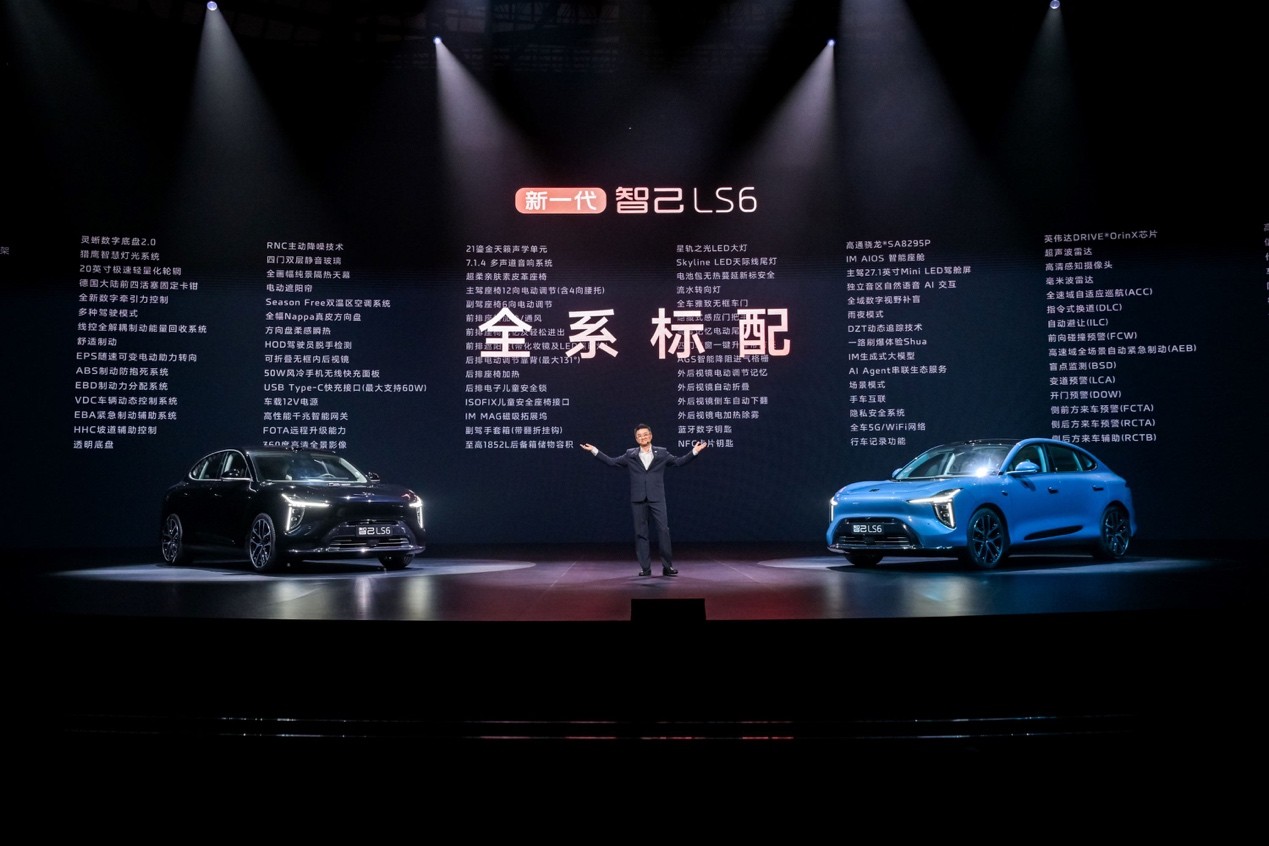 新一代 智己LS6
全系标配
架
灵蜥数字底盘2.0
猎鹰智慧灯光系统
20英寸极速轻量化轮辋
德国大陆前四活塞固定卡钳
全新数字牵引力控制
多种驾驶模式
线控全解耦制动能量回收系统
舒适制动
EPS随速可变电动助力转向
ABS制动防抱死系统
EBD制动力分配系统
VDC车辆动态控制系统
EBA紧急制动辅助系统
HHC坡道辅助控制
透明底盘
RNC主动降噪技术
四门双层静音玻璃
全画幅纯景隔热天幕
电动遮阳帘
Season Free双温区空调系统
全幅Nappa真皮方向盘
方向盘柔感瞬热
HOD驾驶员脱手检测
可折叠无框内后视镜
50W风冷手机无线快充面板
USB Type-C快充接口(最大支持60W)
车载12V电源
高性能千兆智能网关
FOTA远程升级能力
360度高清全景影像
21鎏金天籁声学单元
7.1.4 多声道音响系统
超柔亲肤素皮革座椅
主驾座椅12向电动调节(含4向腰托)
副驾座椅6向电动调节
后排电动调节靠背(最大131°)
后排座椅加热
后排电子儿童安全锁
ISOFIX儿童安全座椅接口
IM MAG磁吸拓展坞
副驾手套箱(带翻折挂钩)
至高1852L后备箱储物容积
星轨之光LED大灯
Skyline LED天际线尾灯
电池包无热蔓延新标安全
流水转向灯
全车雅致无框车门
AGS智能降阻进气格栅
外后视镜电动调节记忆
外后视镜自动折叠
外后视镜倒车自动下翻
外后视镜电加热除雾
蓝牙数字钥匙
NFC卡片钥匙
高通骁龙®SA8295P
IM AIOS 智能座舱
主驾27.1英寸Mini LED驾舱屏
独立音区自然语音 AI 交互
全域数字视野补盲
雨夜模式
DZT动态追踪技术
一路刷爆体验Shua
IM生成式大模型
AI Agent串联生态服务
场景模式
手车互联
隐私安全系统
全车5G/WiFi网络
行车记录功能
英伟达DRIVE®OrinX芯片
超声波雷达
高清感知摄像头
毫米波雷达
全速域自适应巡航(ACC)
指令式换道(DLC)
自动避让(ILC)
前向碰撞预警(FCW)
高速域全场景自动紧急制动(AEB)
盲点监测(BSD)
变道预警(LCA)
开门预警(DOW)
侧前方来车预警(FCTA)
侧后方来车预警(RCTA)
侧后方来车辅助(RCTB)
智己LS6
智己LS6